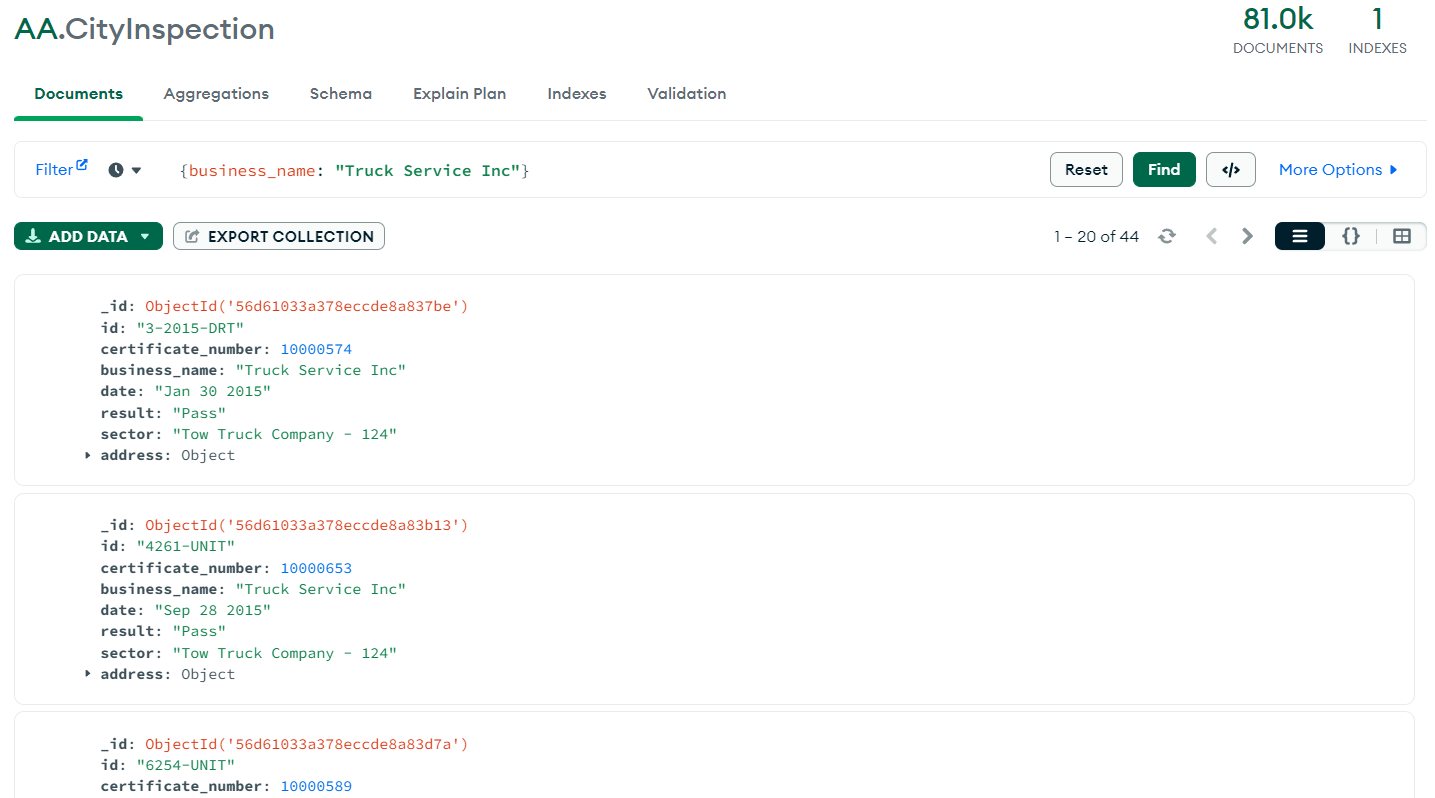 AA.CityInspection
81.0k 1
DOCUMENTS INDEXES
Documents Aggregations Schema Explain Plan Indexes Validation
Filter {business_name: "Truck Service Inc"} Reset Find </> More Options
ADD DATA EXPORT COLLECTION 1 – 20 of 44 {}
_id: ObjectId('56d61033a378eccde8a837be')
id: "3-2015-DRT"
certificate_number: 10000574
business_name: "Truck Service Inc"
date: "Jan 30 2015"
result: "Pass"
sector: "Tow Truck Company - 124"
address: Object
_id: ObjectId('56d61033a378eccde8a83b13')
id: "4261-UNIT"
certificate_number: 10000653
business_name: "Truck Service Inc"
date: "Sep 28 2015"
result: "Pass"
sector: "Tow Truck Company - 124"
address: Object
_id: ObjectId('56d61033a378eccde8a83d7a')
id: "6254-UNIT"
certificate_number: 10000589